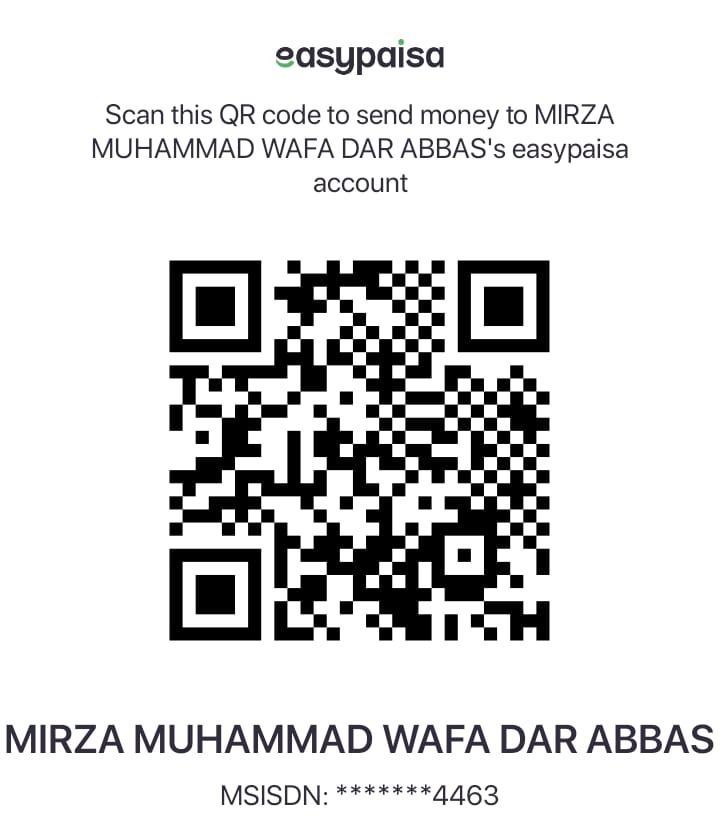 easypaisa
Scan this QR code to send money to MIRZA
MUHAMMAD WAFA DAR ABBAS's easypaisa
account
MIRZA MUHAMMAD WAFA DAR ABBAS
MSISDN: *******4463